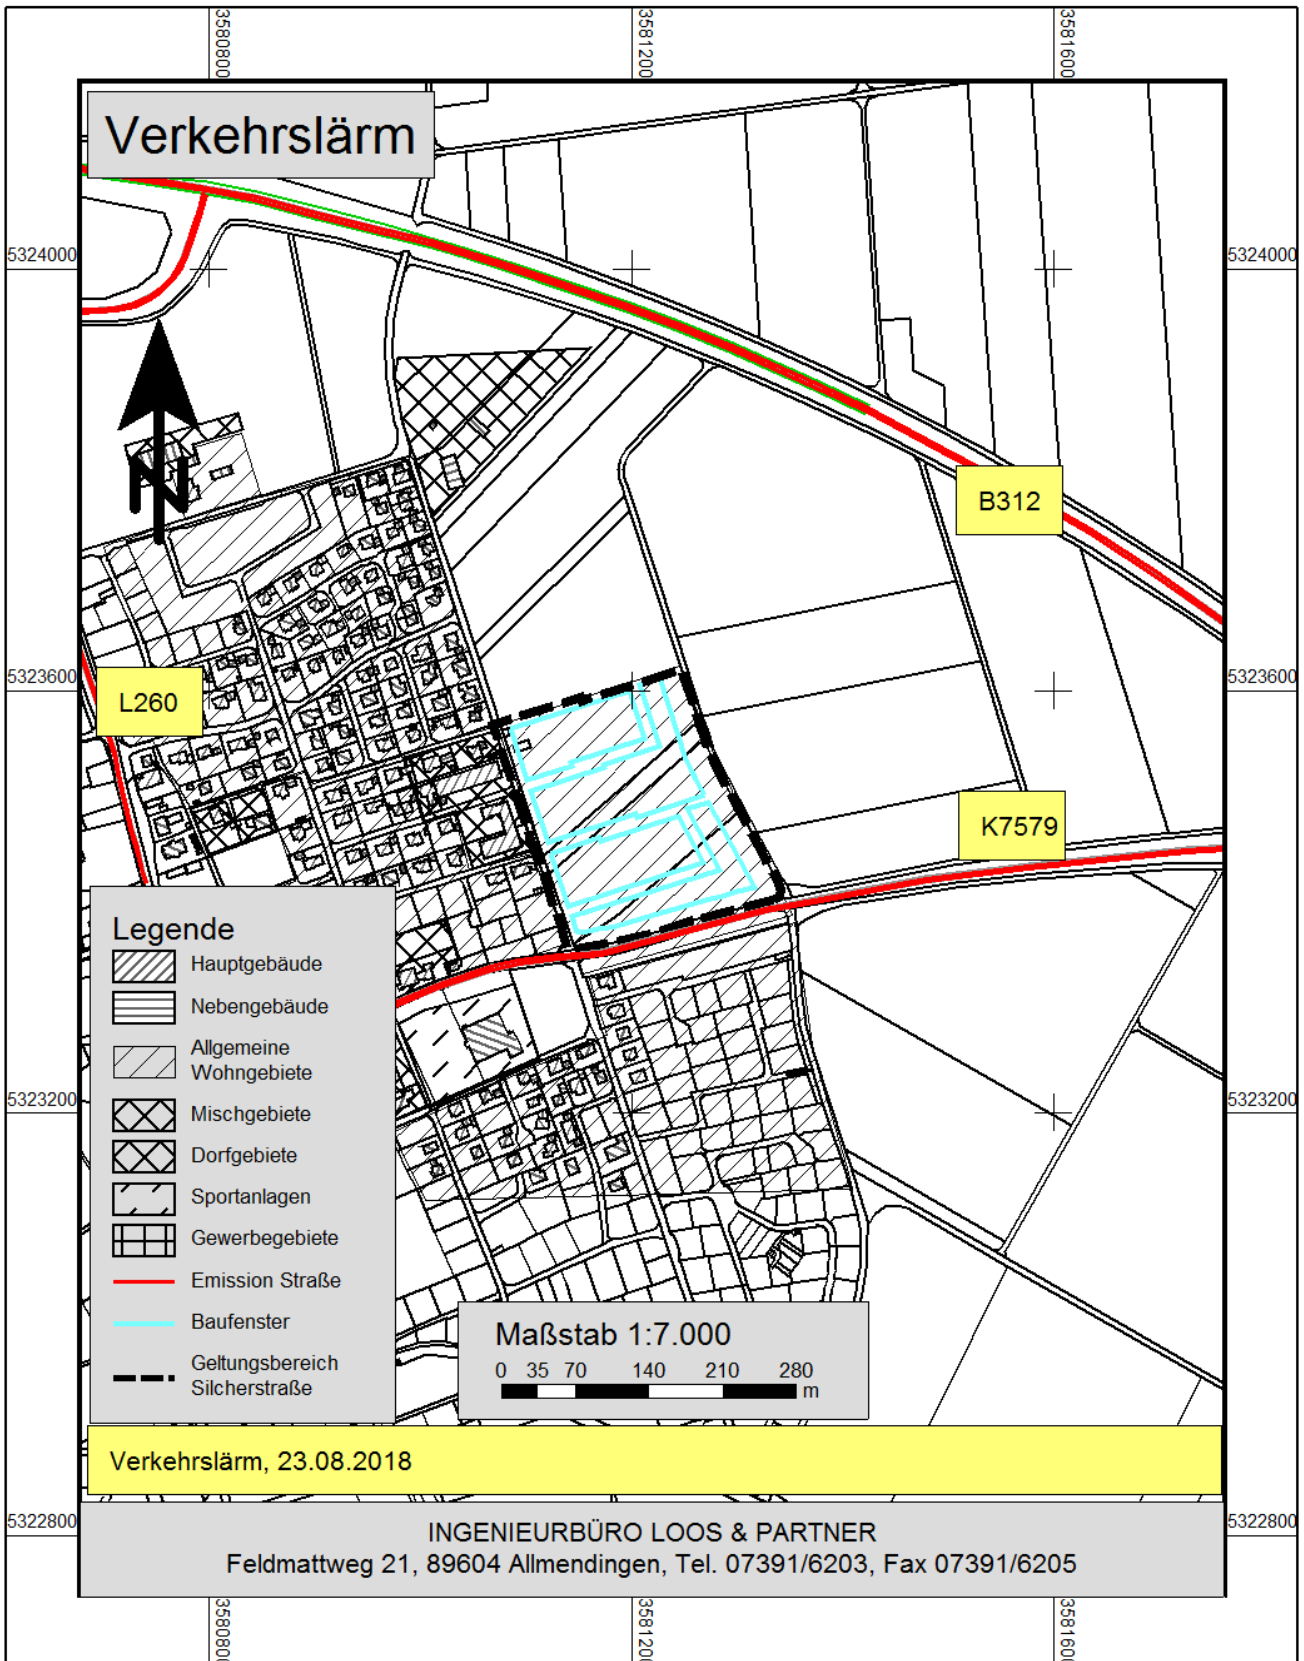 3580800
3581200
3581600
Verkehrslärm
5324000
5324000
B312
5323600
5323600
L260
K7579
Legende
Hauptgebäude
Nebengebäude
Allgemeine
Wohngebiete
Mischgebiete
Dorfgebiete
Sportanlagen
Gewerbegebiete
Emission Straße
Baufenster
Geltungsbereich
Silcherstraße
N
5323200
5323200
Maßstab 1:7.000
0 35 70 140 210 280
m
Verkehrslärm, 23.08.2018
5322800
5322800
INGENIEURBÜRO LOOS & PARTNER
Feldmattweg 21, 89604 Allmendingen, Tel. 07391/6203, Fax 07391/6205
3580800
3581200
3581600